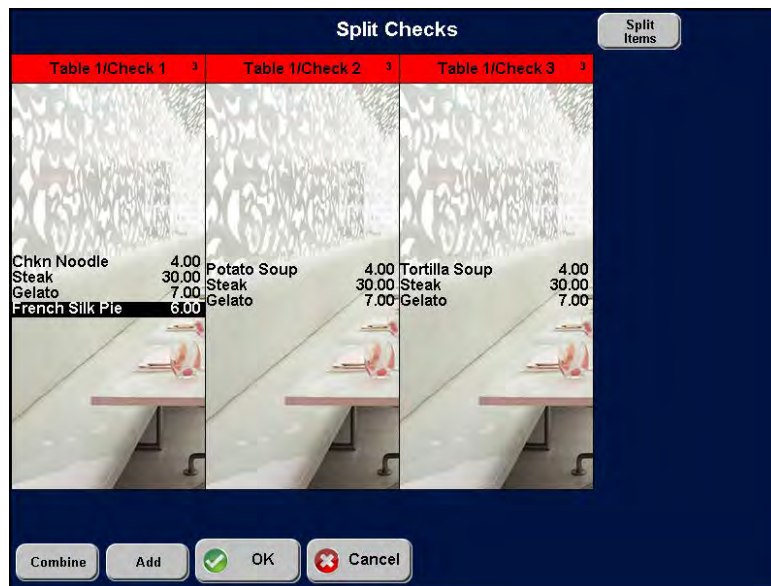 Split Checks
Split
Items
Table 1/Check 1 3
Table 1/Check 2 3
Table 1/Check 3 3
Chkn Noodle 4.00
Steak 30.00
Gelato 7.00
French Silk Pie 6.00
Potato Soup 4.00
Steak 30.00
Gelato 7.00
Tortilla Soup 4.00
Steak 30.00
Gelato 7.00
Combine
Add
OK
Cancel